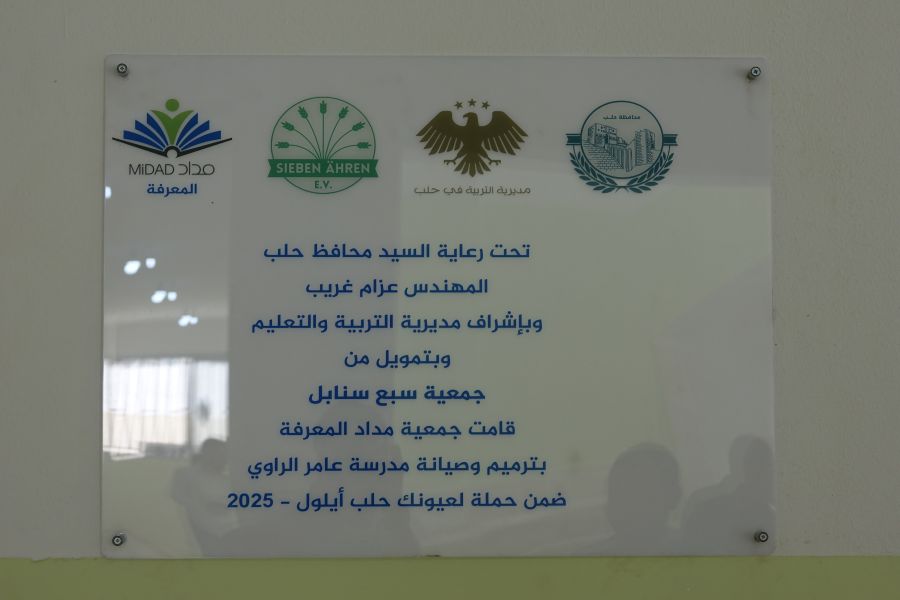 محافظة حلب
مديرية التربية في حلب
SIEBEN ÄHREN
E.V.
MiDAD مداد
المعرفة
تحت رعاية السيد محافظ حلب
المهندس عزام غريب
وبإشراف مديرية التربية والتعليم
وبتمويل من
جمعية سبع سنابل
قامت جمعية مداد المعرفة
بترميم وصيانة مدرسة عامر الراوي
ضمن حملة لعيونك حلب أيلول - 2025